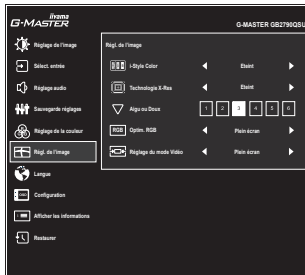 iiyama
G-MASTER
G-MASTER GB2790QSU
Réglage de l'image
Sélect. entrée
Réglage audio
Sauvegarde réglages
Réglage de la couleur
Régl. de l'image
Langue
Configuration
Afficher les informations
Restaurer
Régl. de l'image
i-Style Color Eteint
Technologie X-Res Eteint
Aigu ou Doux 1 2 3 4 5 6
RGB Optim. RGB Plein écran
Réglage du mode Vidéo Plein écran